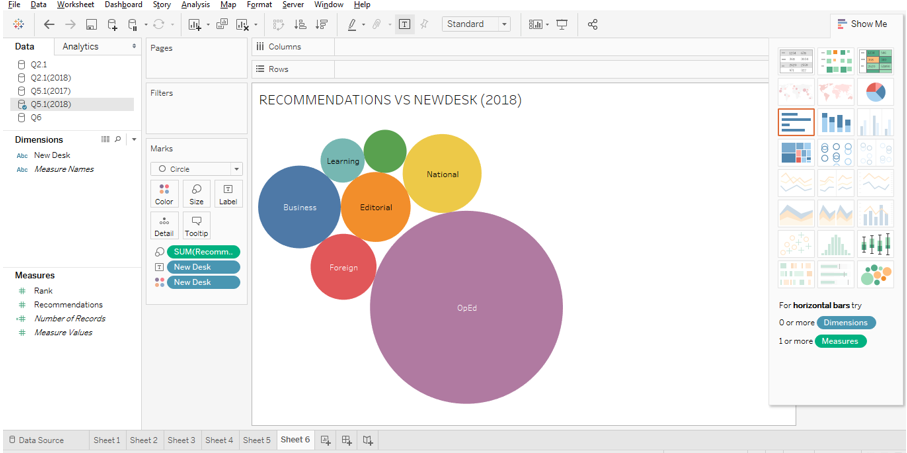 File Data Worksheet Dashboard Story Analysis Map Format Server Window Help
Standard
Show Me
Data Analytics
Pages
Columns
Rows
Q2.1
Q2.1(2018)
Q5.1(2017)
Q5.1(2018)
Q6
Filters
RECOMMENDATIONS VS NEWDESK (2018)
Dimensions
Abc New Desk
Abc Measure Names
Marks
Circle
Color Size Label
Detail Tooltip
SUM(Recomm..
New Desk
New Desk
Learning
National
Business
Editorial
Foreign
OpEd
Measures
# Rank
# Recommendations
# Number of Records
# Measure Values
For horizontal bars try
0 or more Dimensions
1 or more Measures
Data Source Sheet 1 Sheet 2 Sheet 3 Sheet 4 Sheet 5 Sheet 6